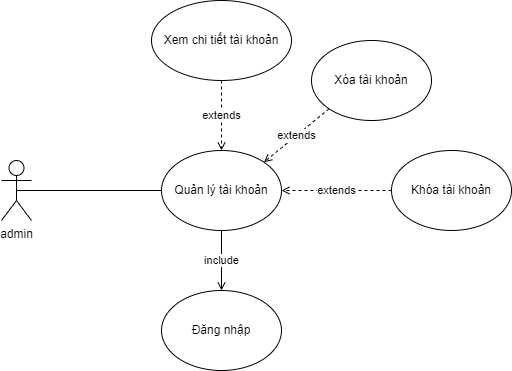 Xem chi tiết tài khoản
Xóa tài khoản
extends
extends
Quản lý tài khoản
extends
Khóa tài khoản
admin
include
Đăng nhập